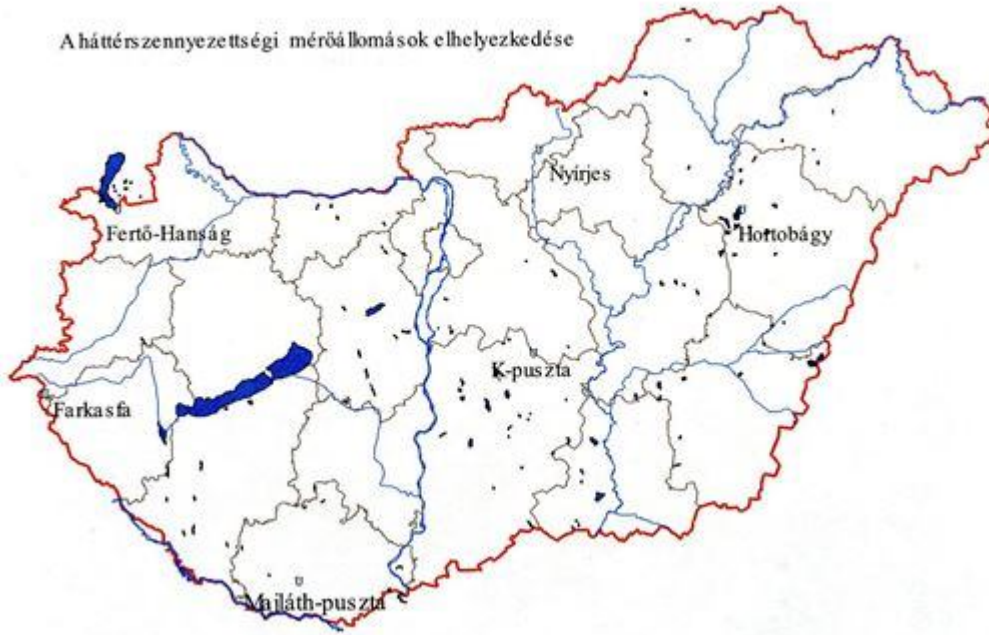 A háttérszennyezettségi mérőállomások elhelyezkedése
Nyírjes
Fertő-Hanság
Hortobágy
K-puszta
Farkasfa
Majláth-puszta